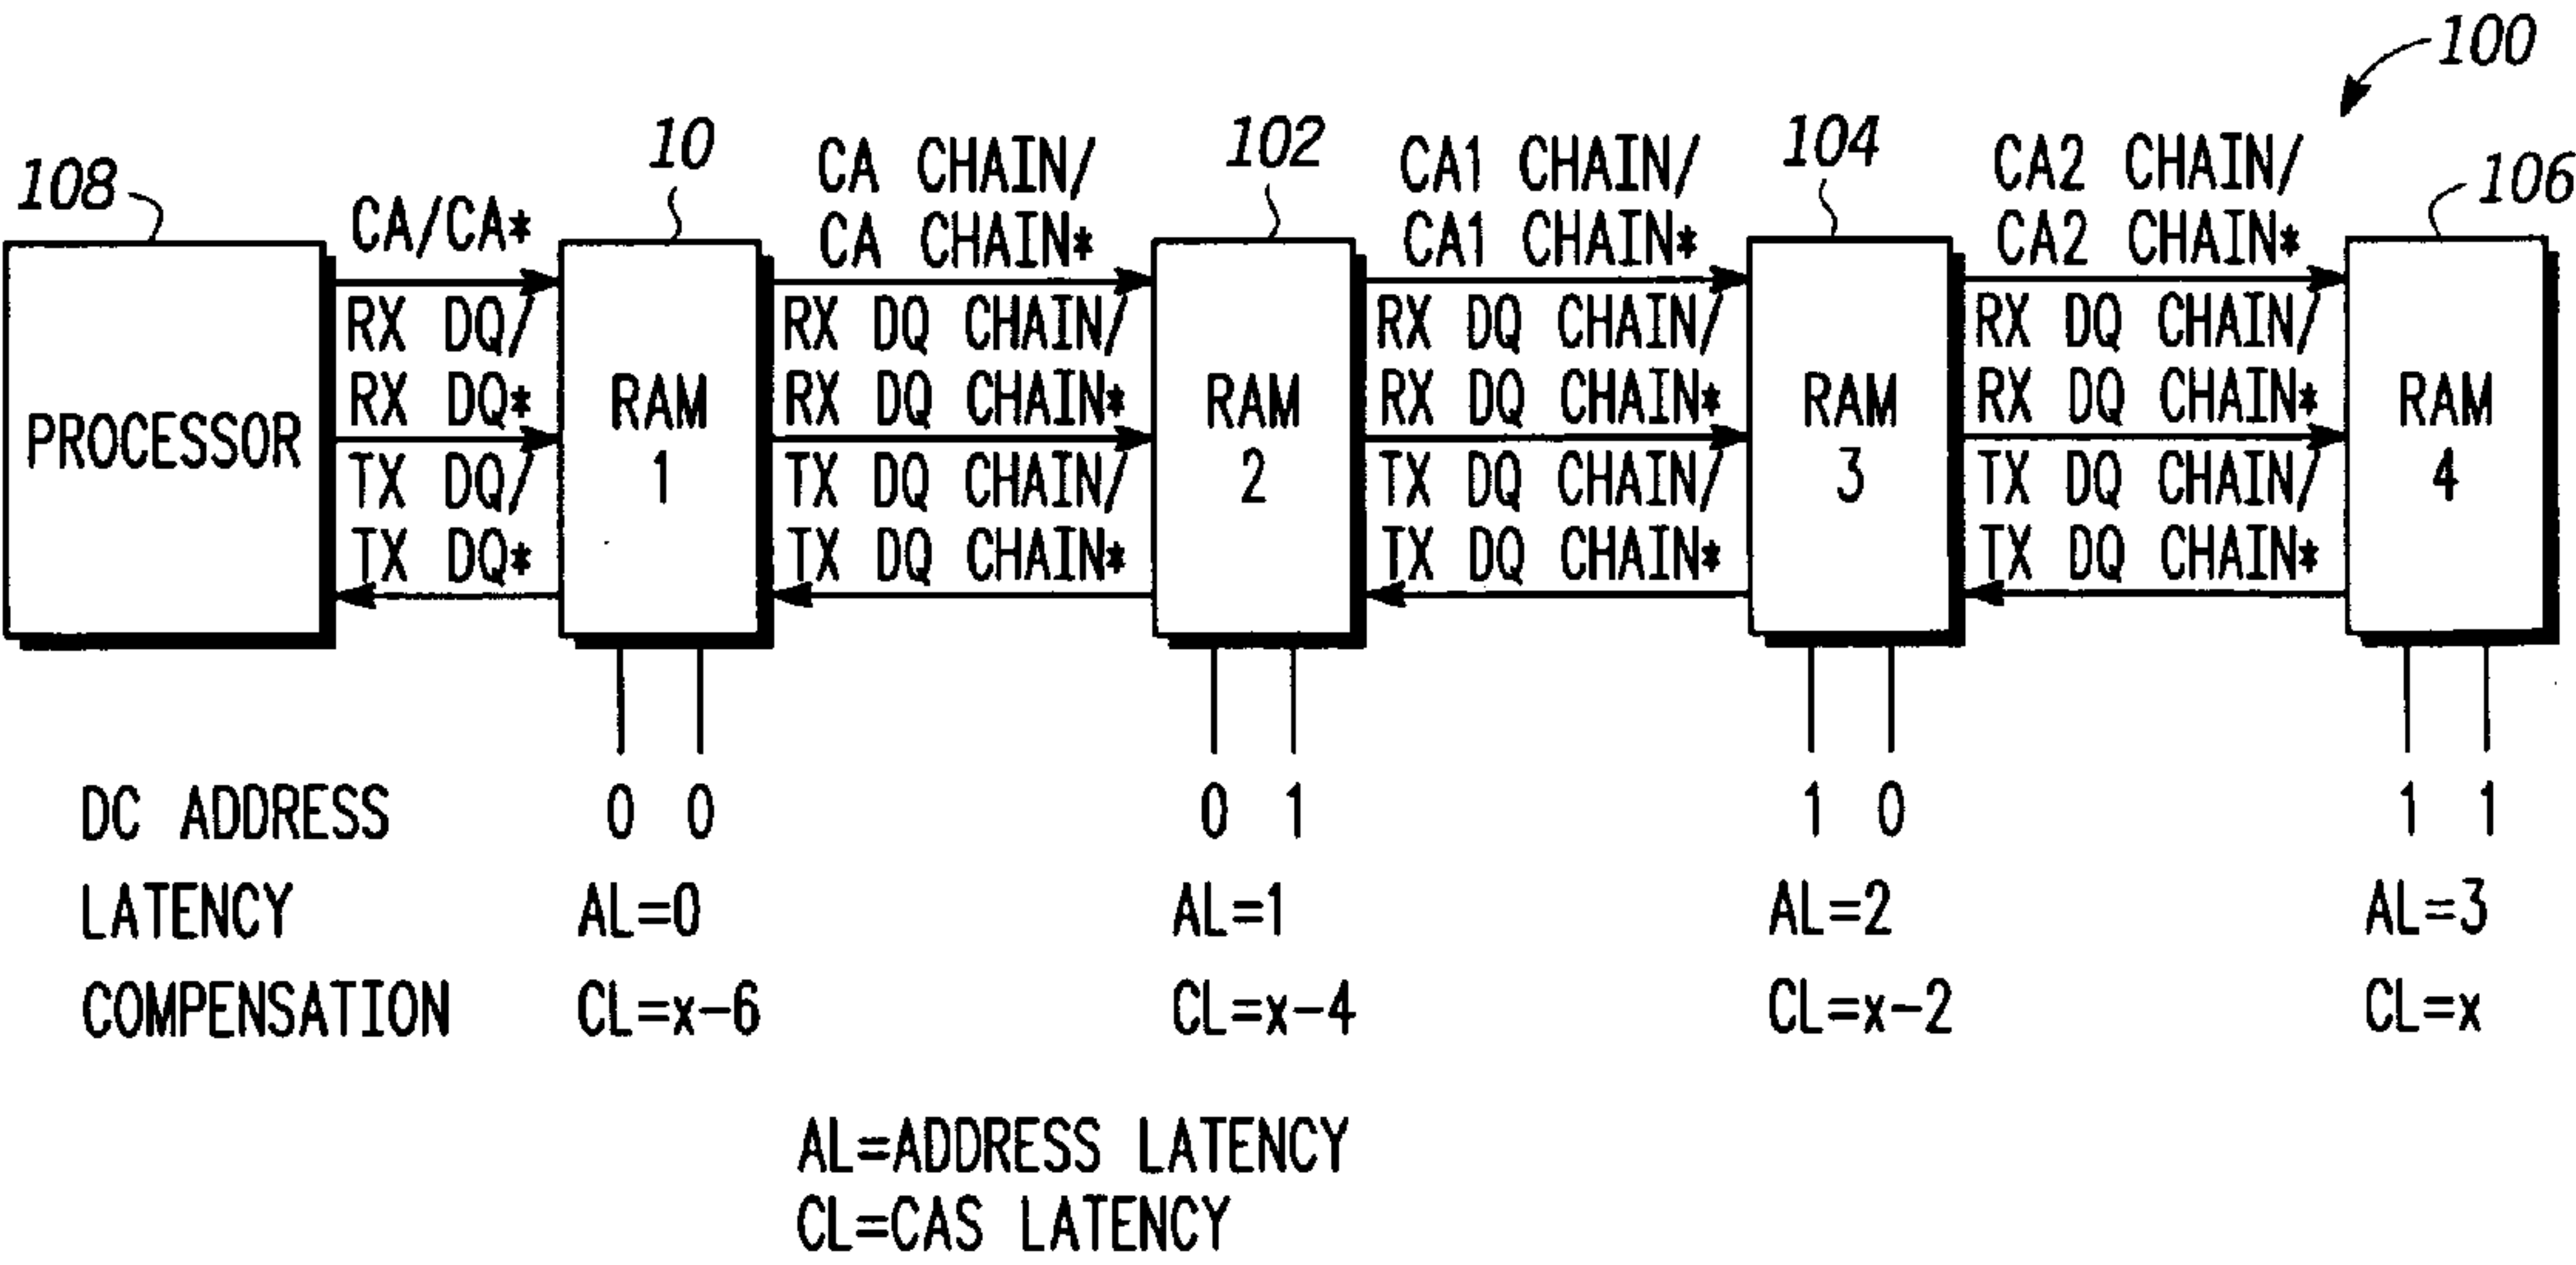 100
108
10
102
104
106
CA/CA*
CA CHAIN/
CA CHAIN*
CA1 CHAIN/
CA1 CHAIN*
CA2 CHAIN/
CA2 CHAIN*
RX DQ/
RX DQ*
TX DQ/
TX DQ*
RX DQ CHAIN/
RX DQ CHAIN*
TX DQ CHAIN/
TX DQ CHAIN*
RX DQ CHAIN/
RX DQ CHAIN*
TX DQ CHAIN/
TX DQ CHAIN*
RX DQ CHAIN/
RX DQ CHAIN*
TX DQ CHAIN/
TX DQ CHAIN*
PROCESSOR
RAM
1
RAM
2
RAM
3
RAM
4
DC ADDRESS 0 0 0 1 1 0 1 1
LATENCY AL=0 AL=1 AL=2 AL=3
COMPENSATION CL=x-6 CL=x-4 CL=x-2 CL=x
AL=ADDRESS LATENCY
CL=CAS LATENCY